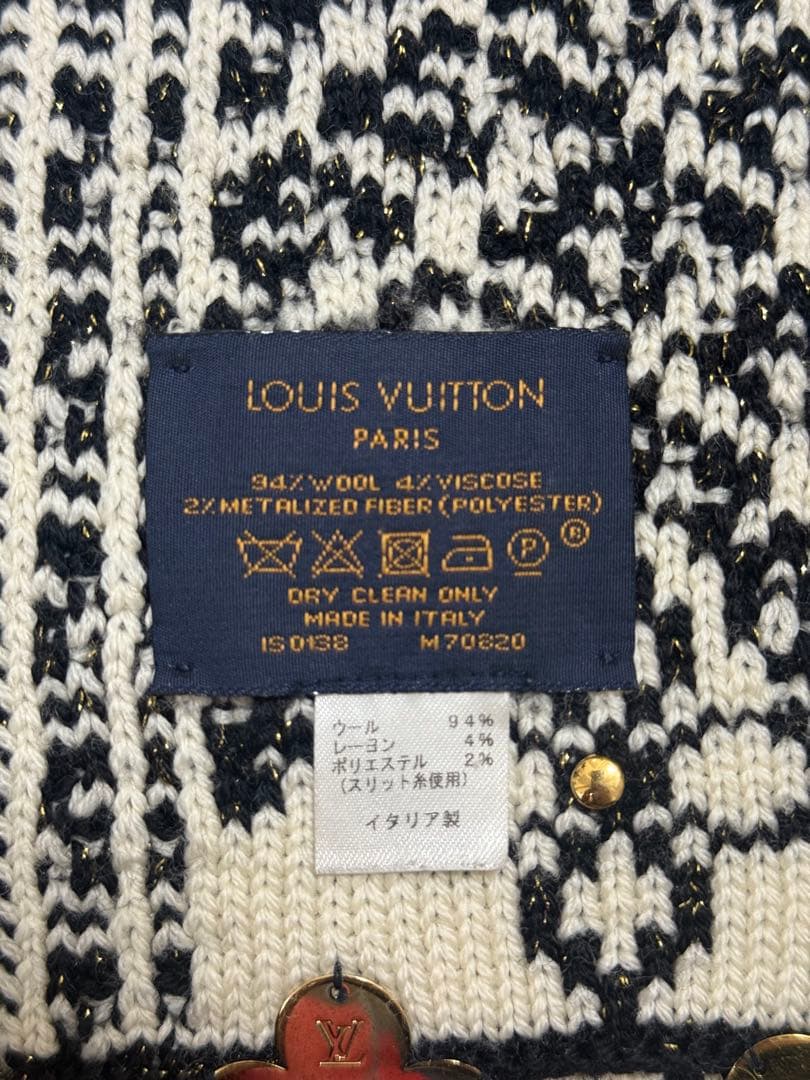 LOUIS VUITTON
PARIS
94% WOOL 4% VISCOSE
2% METALIZED FIBER (POLYESTER)
P ®
DRY CLEAN ONLY
MADE IN ITALY
IS0138 M70820
ウール 94%
レーヨン 4%
ポリエステル 2%
(スリット糸使用)
イタリア製
LV